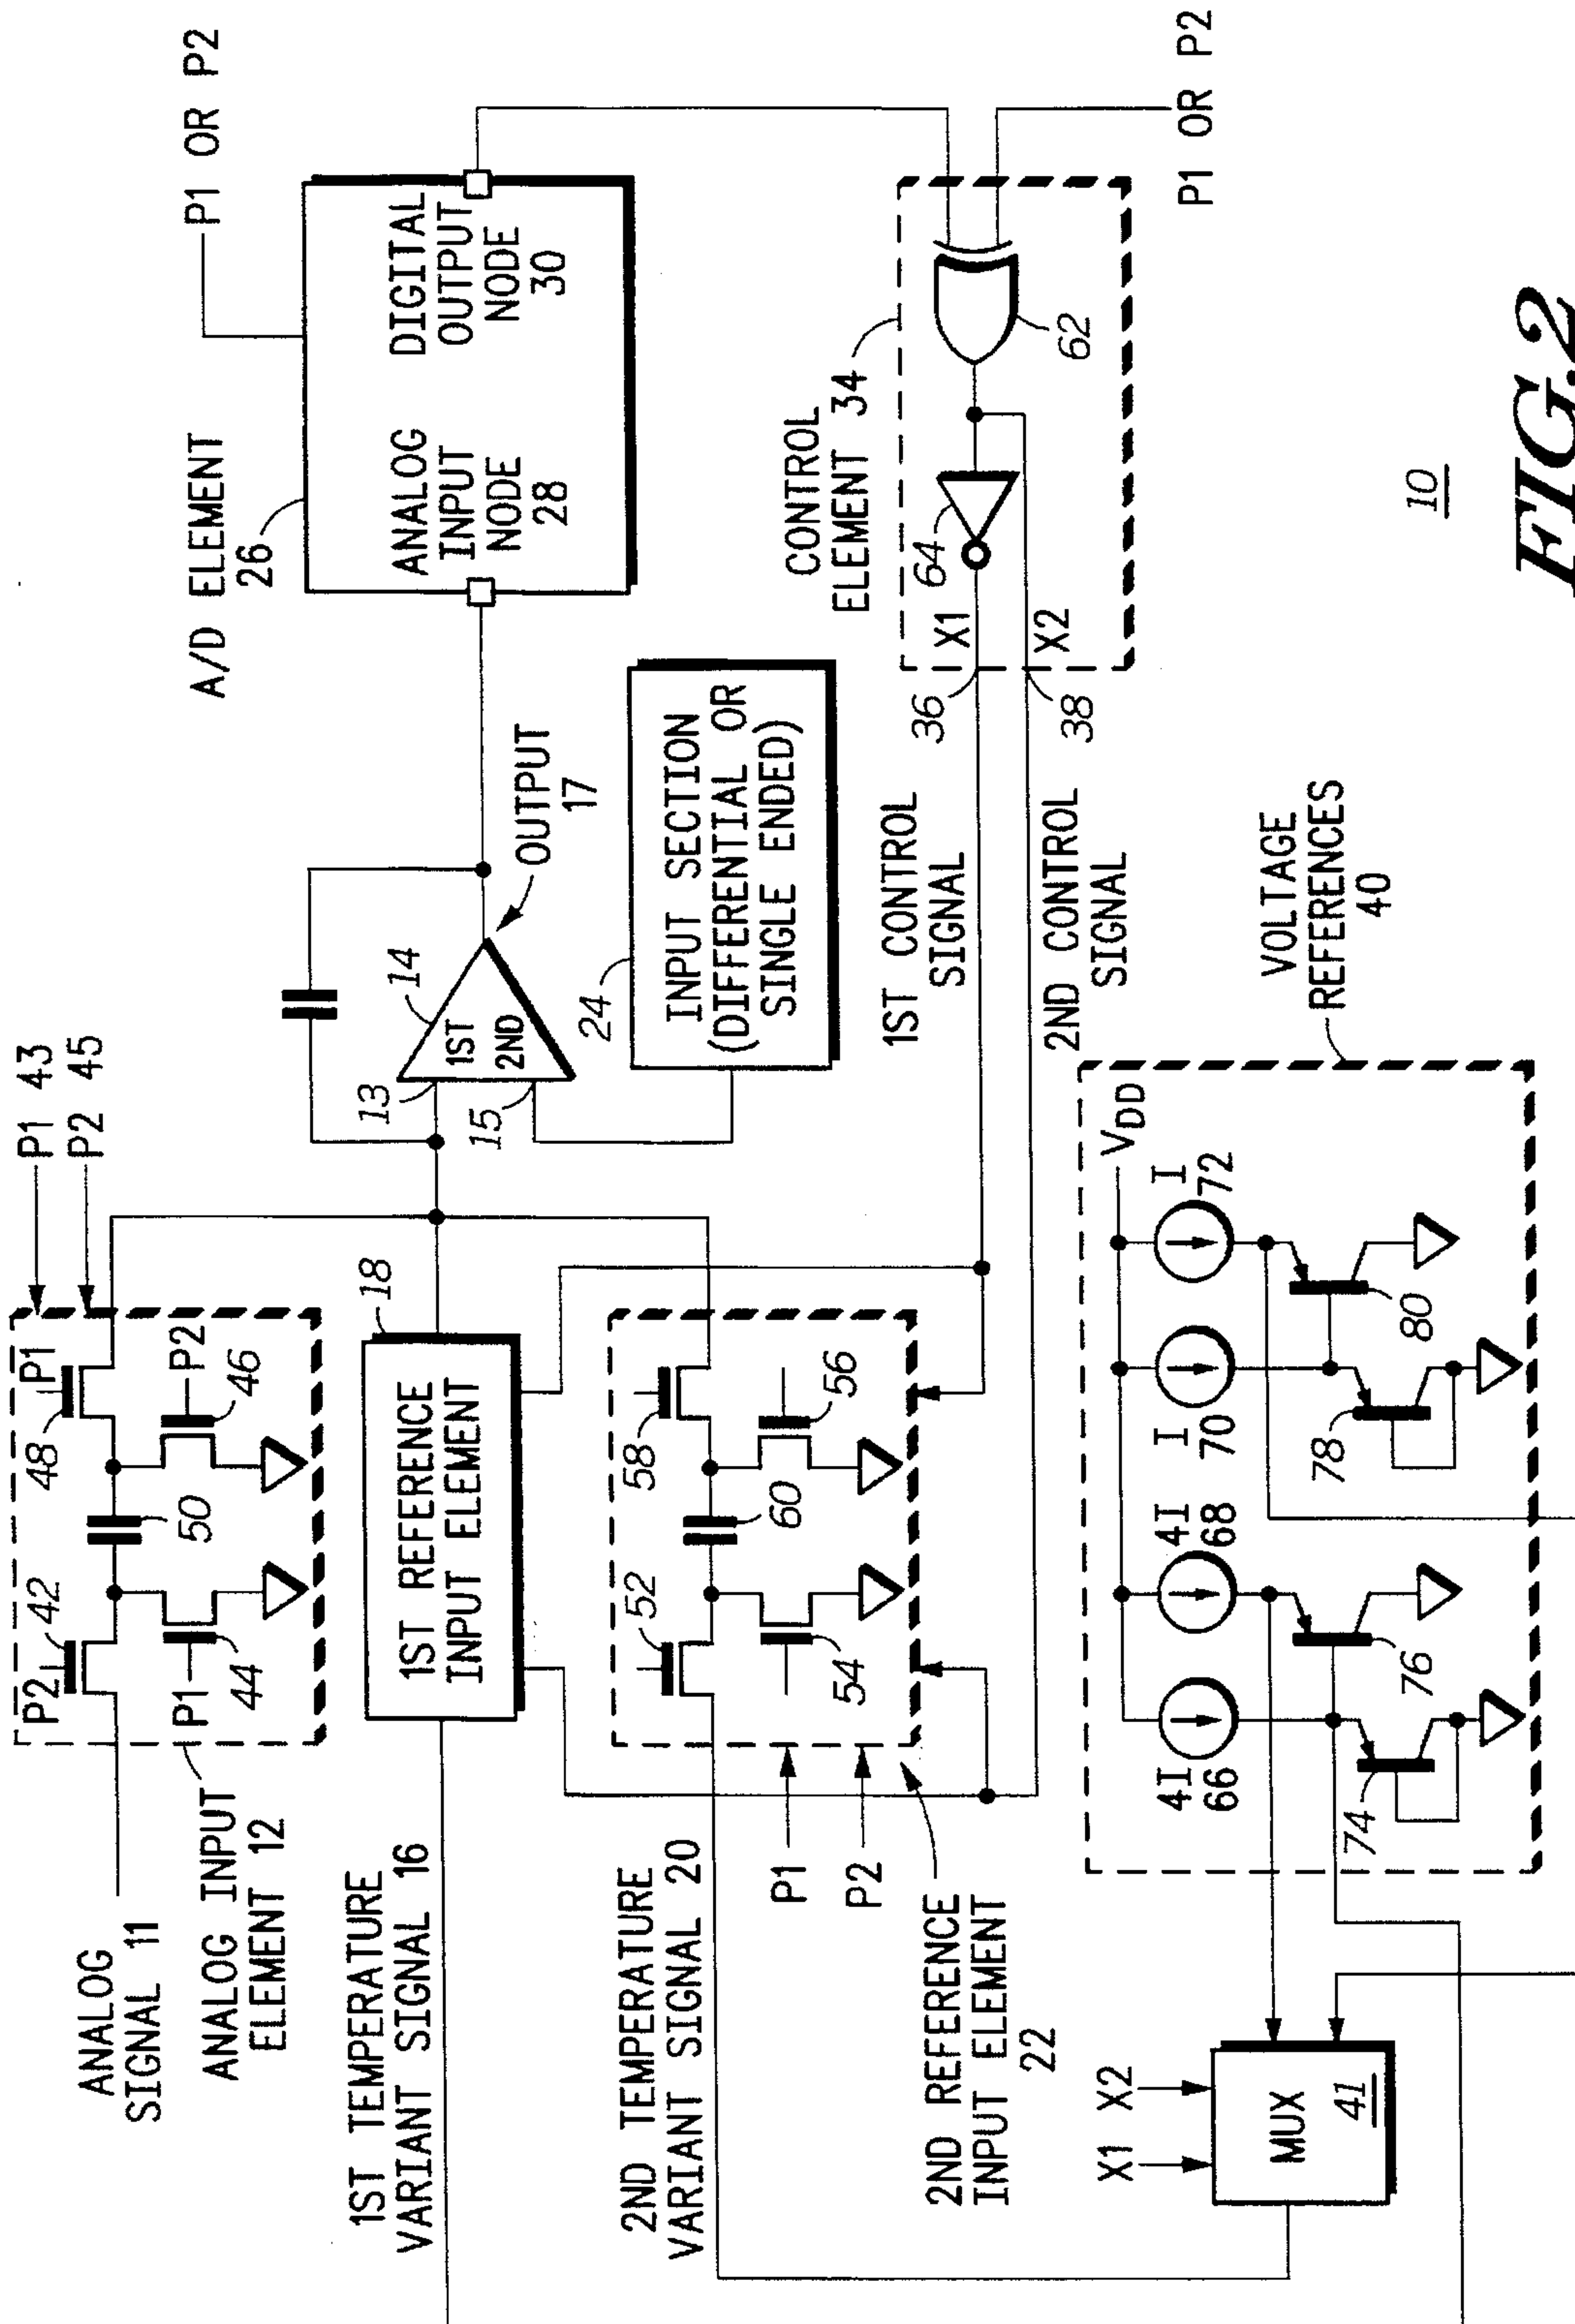 P1 43
P2 45
P2
42
48
P1
P1
44
50
P2
46
ANALOG
SIGNAL 11
ANALOG INPUT
ELEMENT 12
1ST TEMPERATURE
VARIANT SIGNAL 16
1ST REFERENCE
INPUT ELEMENT
18
13
1ST
2ND
15
14
OUTPUT
17
A/D ELEMENT
26
ANALOG
INPUT
NODE
28
DIGITAL
OUTPUT
NODE
30
P1 OR P2
24
INPUT SECTION
(DIFFERENTIAL OR
SINGLE ENDED)
2ND TEMPERATURE
VARIANT SIGNAL 20
52
54
60
58
56
P1
P2
2ND REFERENCE
INPUT ELEMENT
22
1ST CONTROL
SIGNAL
2ND CONTROL
SIGNAL
CONTROL
ELEMENT 34
36
X1
38
X2
64
62
P1 OR P2
X1 X2
MUX
41
VOLTAGE
REFERENCES
40
VDD
4I
66
4I
68
I
70
I
72
74
76
78
80
10
FIG.2